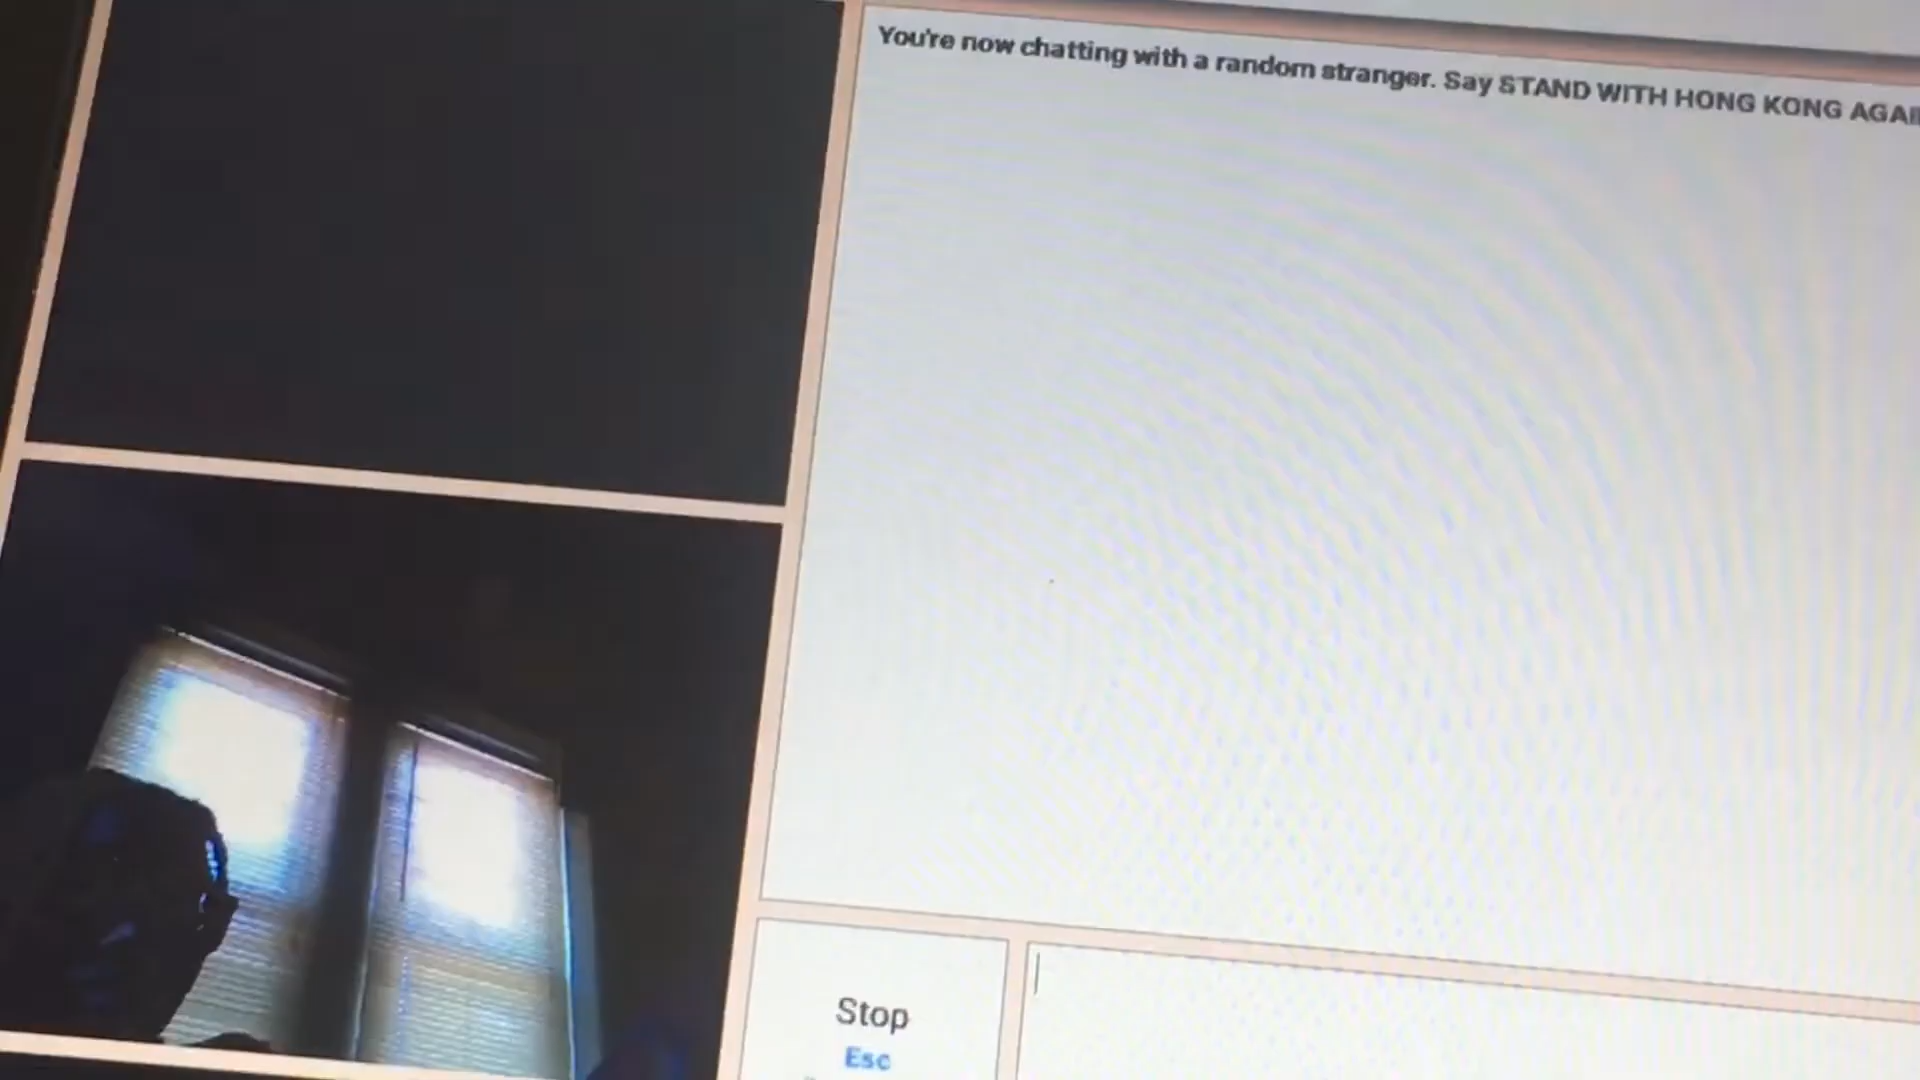 You're now chatting with a random stranger. Say STAND WITH HONG KONG
Stop
Esc